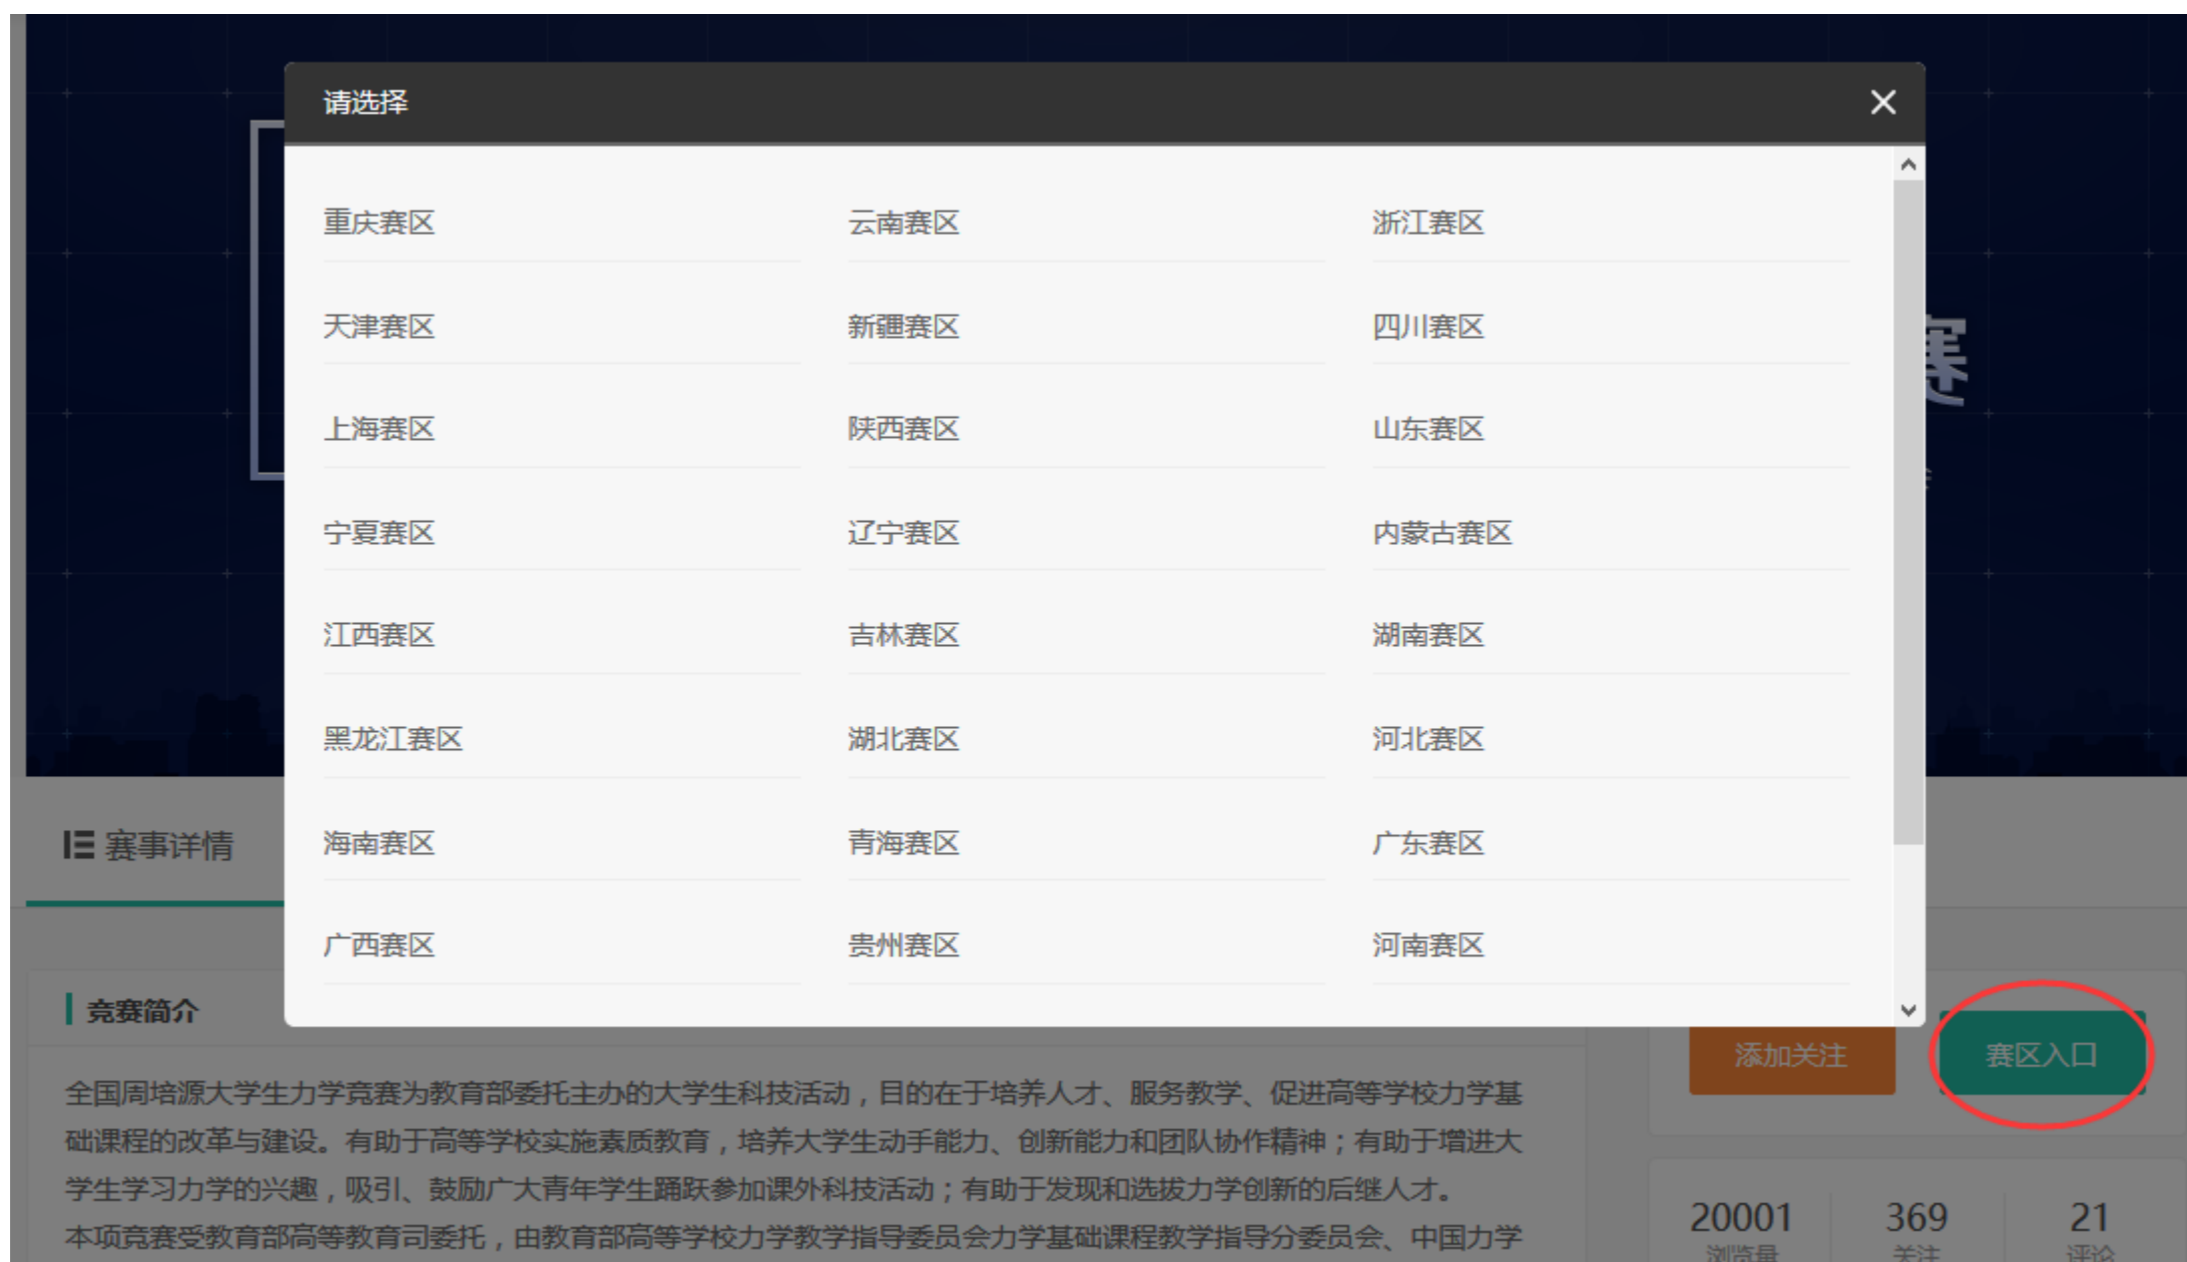 请选择
重庆赛区 云南赛区 浙江赛区
天津赛区 新疆赛区 四川赛区
赛
上海赛区 陕西赛区 山东赛区
宁夏赛区 辽宁赛区 内蒙古赛区
江西赛区 吉林赛区 湖南赛区
黑龙江赛区 湖北赛区 河北赛区
海南赛区 青海赛区 广东赛区
赛事详情
广西赛区 贵州赛区 河南赛区
竞赛简介
添加关注 赛区入口
全国周培源大学生力学竞赛为教育部委托主办的大学生科技活动，目的在于培养人才、服务教学、促进高等学校力学基
础课程的改革与建设。有助于高等学校实施素质教育，培养大学生动手能力、创新能力和团队协作精神；有助于增进大
学生学习力学的兴趣，吸引、鼓励广大青年学生踊跃参加课外科技活动；有助于发现和选拔力学创新的后继人才。
本项竞赛受教育部高等教育司委托，由教育部高等学校力学教学指导委员会力学基础课程教学指导分委员会、中国力学
20001 369 21
浏览量 关注 评论